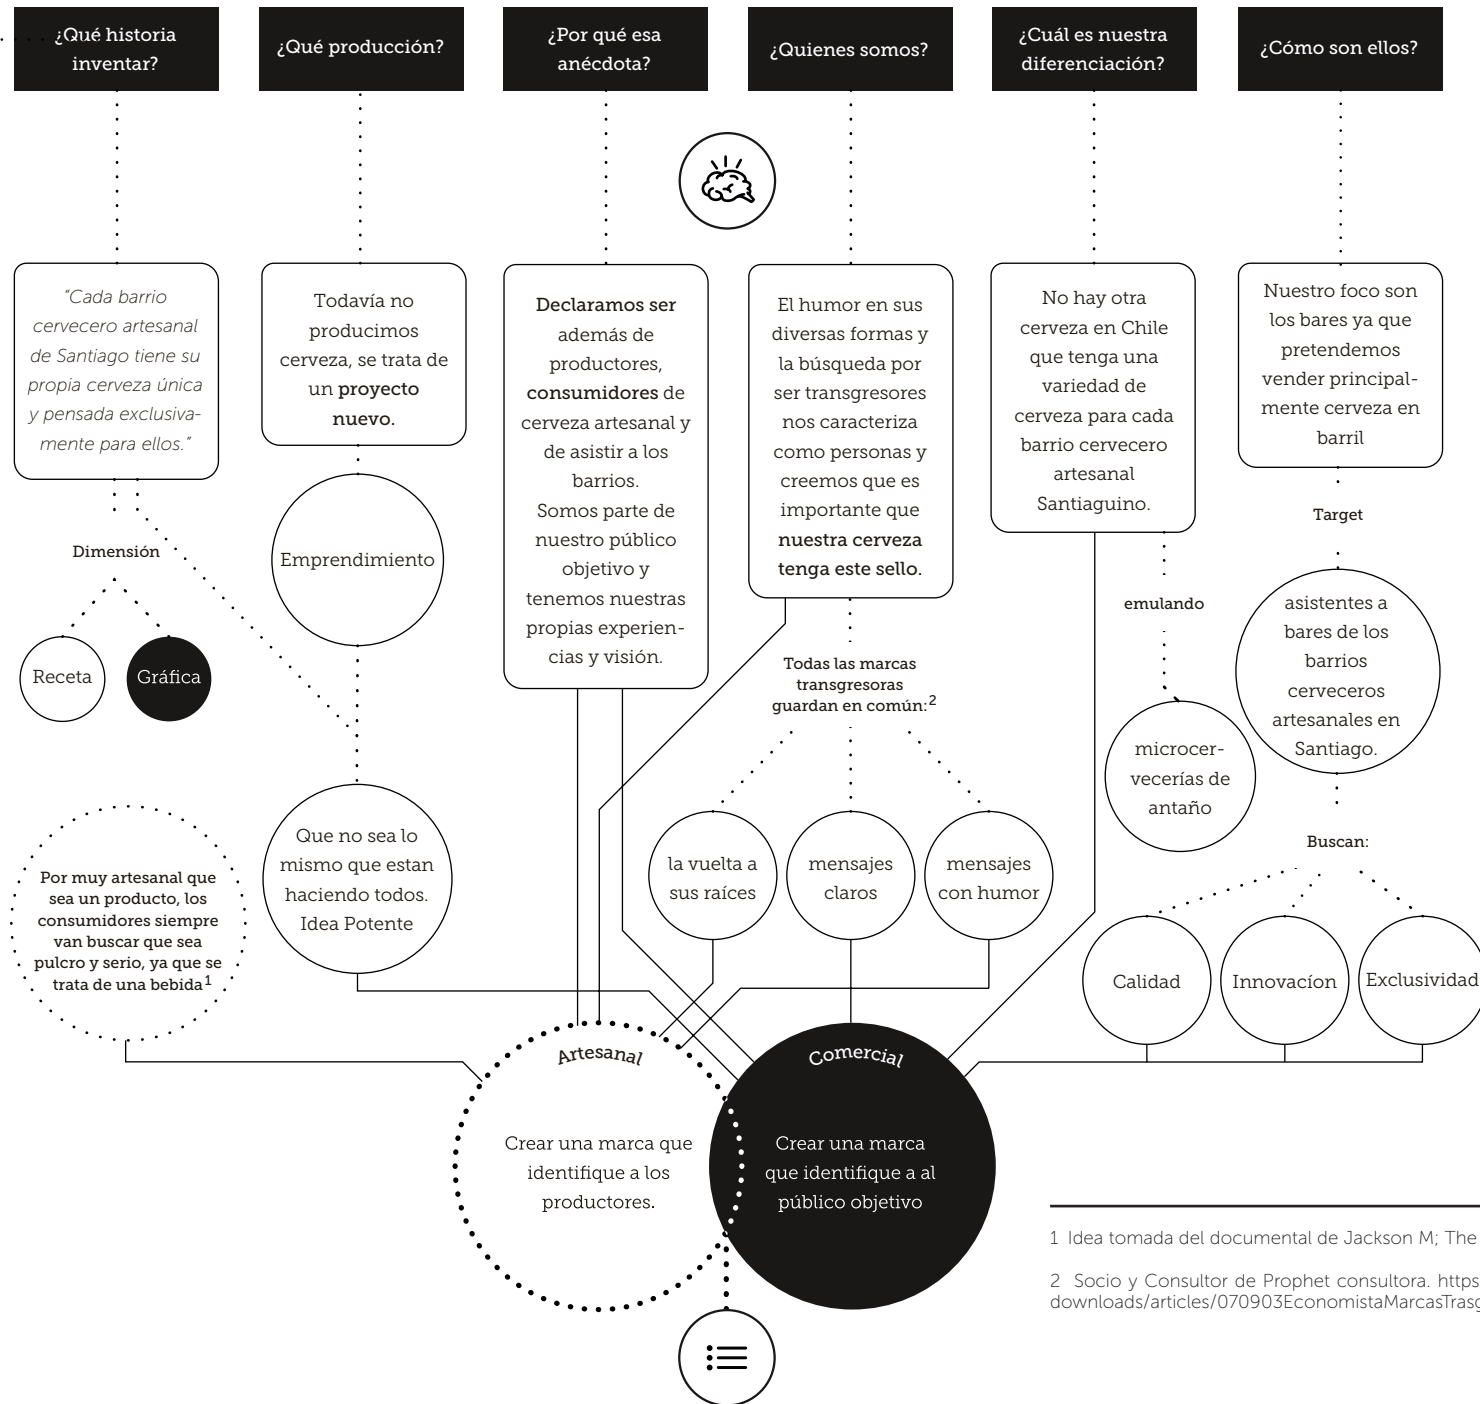 ¿Qué historia
inventar?
¿Qué producción?
¿Por qué esa
anécdota?
¿Quienes somos?
¿Cuál es nuestra
diferenciación?
¿Cómo son ellos?
"Cada barrio
cervecero artesanal
de Santiago tiene su
propia cerveza única
y pensada exclusiva-
mente para ellos."
Dimensión
Receta
Gráfica
Por muy artesanal que
sea un producto, los
consumidores siempre
van buscar que sea
pulcro y serio, ya que se
trata de una bebida1
Todavía no
producimos
cerveza, se trata de
un proyecto
nuevo.
Emprendimiento
Que no sea lo
mismo que estan
haciendo todos.
Idea Potente
Declaramos ser
además de
productores,
consumidores de
cerveza artesanal y
de asistir a los
barrios.
Somos parte de
nuestro público
objetivo y
tenemos nuestras
propias experien-
cias y visión.
El humor en sus
diversas formas y
la búsqueda por
ser transgresores
nos caracteriza
como personas y
creemos que es
importante que
nuestra cerveza
tenga este sello.
Todas las marcas
transgresoras
guardan en común:2
la vuelta a
sus raíces
mensajes
claros
mensajes
con humor
No hay otra
cerveza en Chile
que tenga una
variedad de
cerveza para cada
barrio cervecero
artesanal
Santiaguino.
emulando
microcer-
vecerías de
antaño
Nuestro foco son
los bares ya que
pretendemos
vender principal-
mente cerveza en
barril
Target
asistentes a
bares de los
barrios
cerveceros
artesanales en
Santiago.
Buscan:
Calidad
Innovacíon
Exclusividad
Artesanal
Crear una marca que
identifique a los
productores.
Comercial
Crear una marca
que identifique a al
público objetivo
1 Idea tomada del documental de Jackson M; The
2 Socio y Consultor de Prophet consultora. https
downloads/articles/070903EconomistaMarcasTrasg